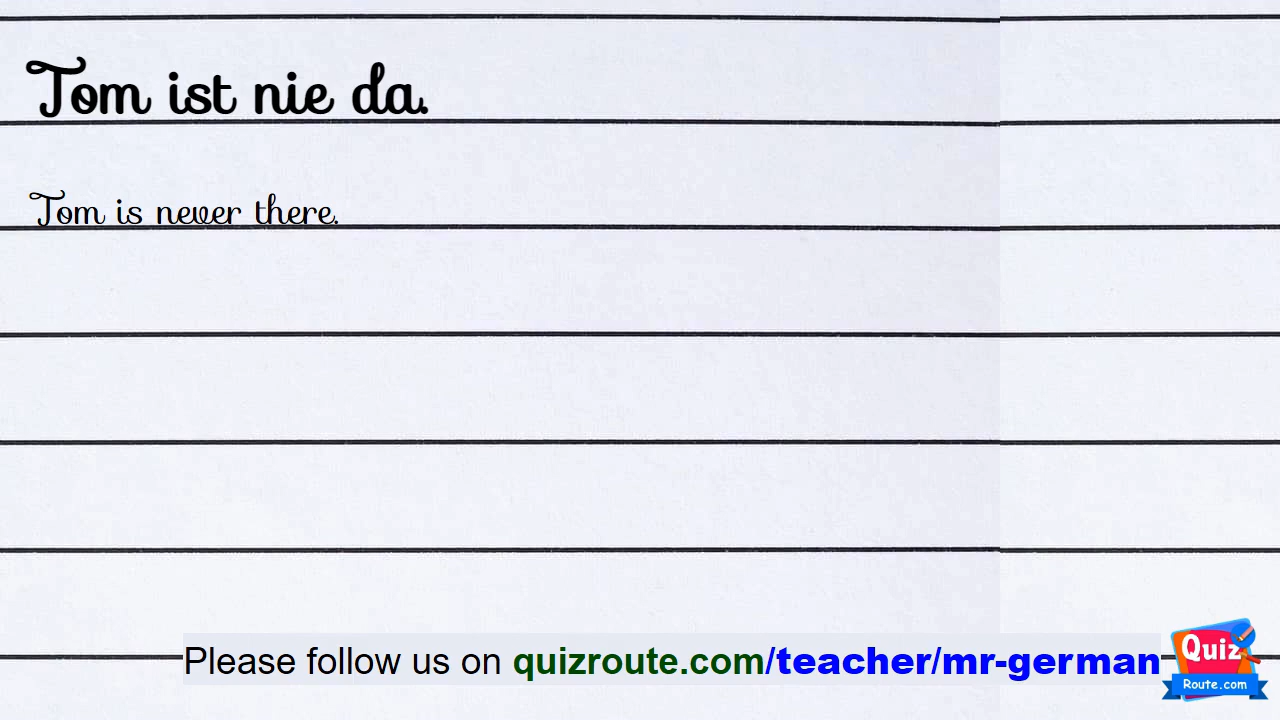 Tom ist nie da.
Tom is never there.
Please follow us on quizroute.com/teacher/mr-german
Quiz
Route.com